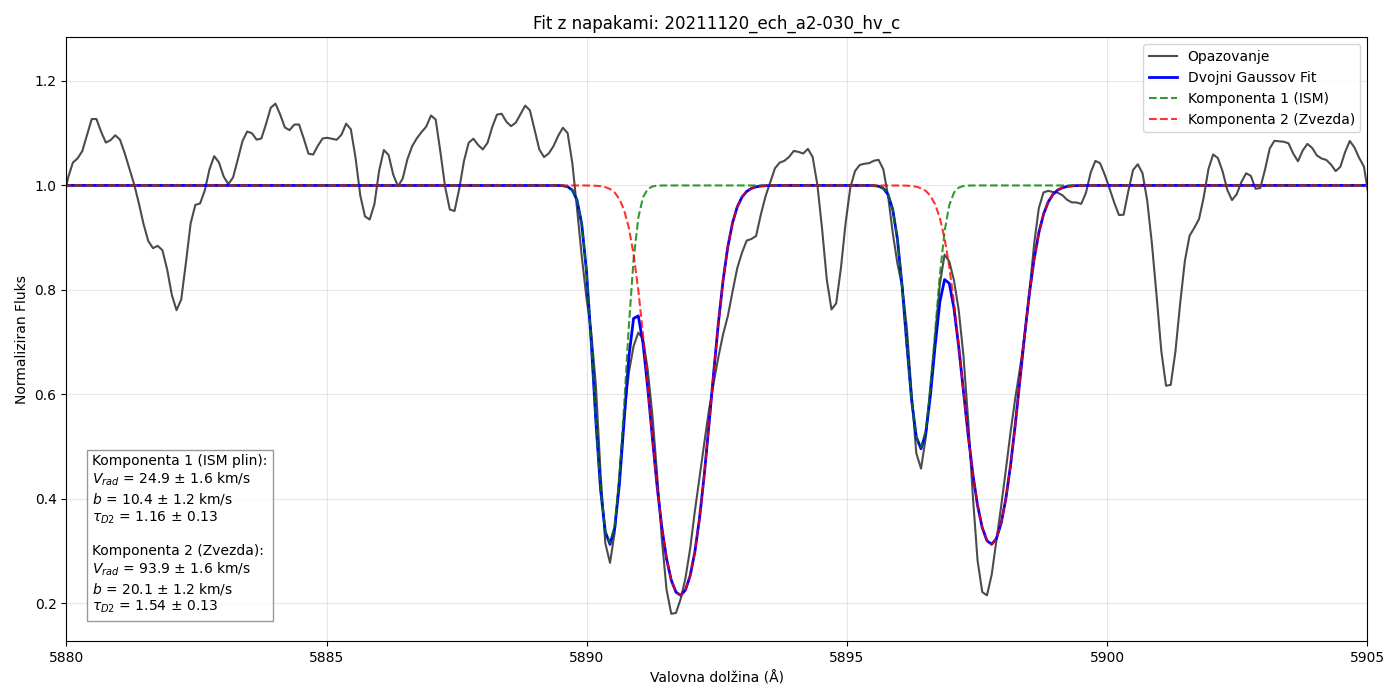 Fit z napakami: 20211120_ech_a2-030_hv_c
Normaliziran Fluks
1.2
1.0
0.8
0.6
0.4
0.2
Opazovanje
Dvojni Gaussov Fit
Komponenta 1 (ISM)
Komponenta 2 (Zvezda)
Komponenta 1 (ISM plin):
V_rad = 24.9 ± 1.6 km/s
b = 10.4 ± 1.2 km/s
τ_D2 = 1.16 ± 0.13
Komponenta 2 (Zvezda):
V_rad = 93.9 ± 1.6 km/s
b = 20.1 ± 1.2 km/s
τ_D2 = 1.54 ± 0.13
5880 5885 5890 5895 5900 5905
Valovna dolžina (Å)